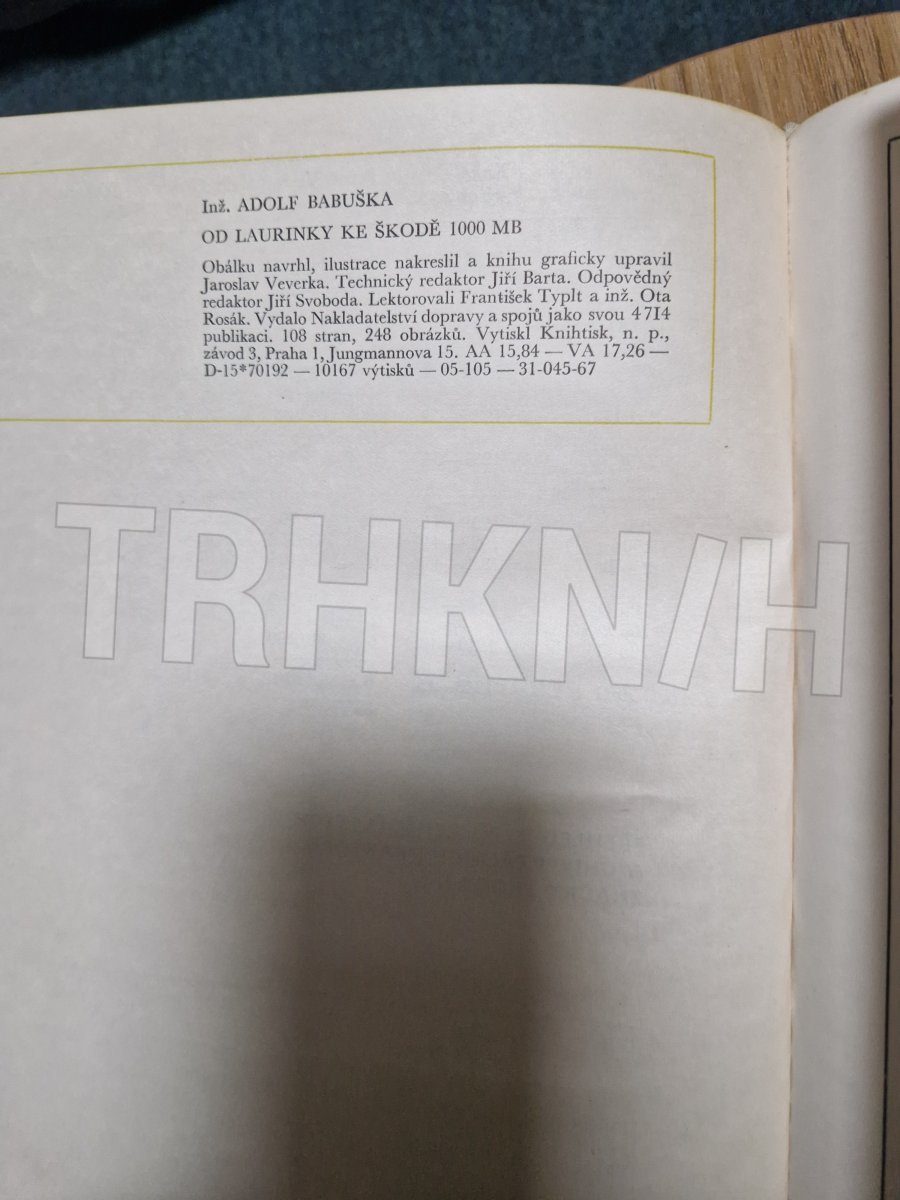 Inž. ADOLF BABUŠKA
OD LAURINKY KE ŠKODĚ 1000 MB
Obálku navrhl, ilustrace nakreslil a knihu graficky upravil
Jaroslav Veverka. Technický redaktor Jiří Barta. Odpovědný
redaktor Jiří Svoboda. Lektorovali František Typlt a inž. Ota
Rosák. Vydalo Nakladatelství dopravy a spojů jako svou 4 7I4
publikaci. 108 stran, 248 obrázků. Vytiskl Knihtisk, n. p.,
závod 3, Praha 1, Jungmannova 15. AA 15,84 — VA 17,26 —
D-15*70192 — 10167 výtisků — 05-105 — 31-045-67
TRHKN/H